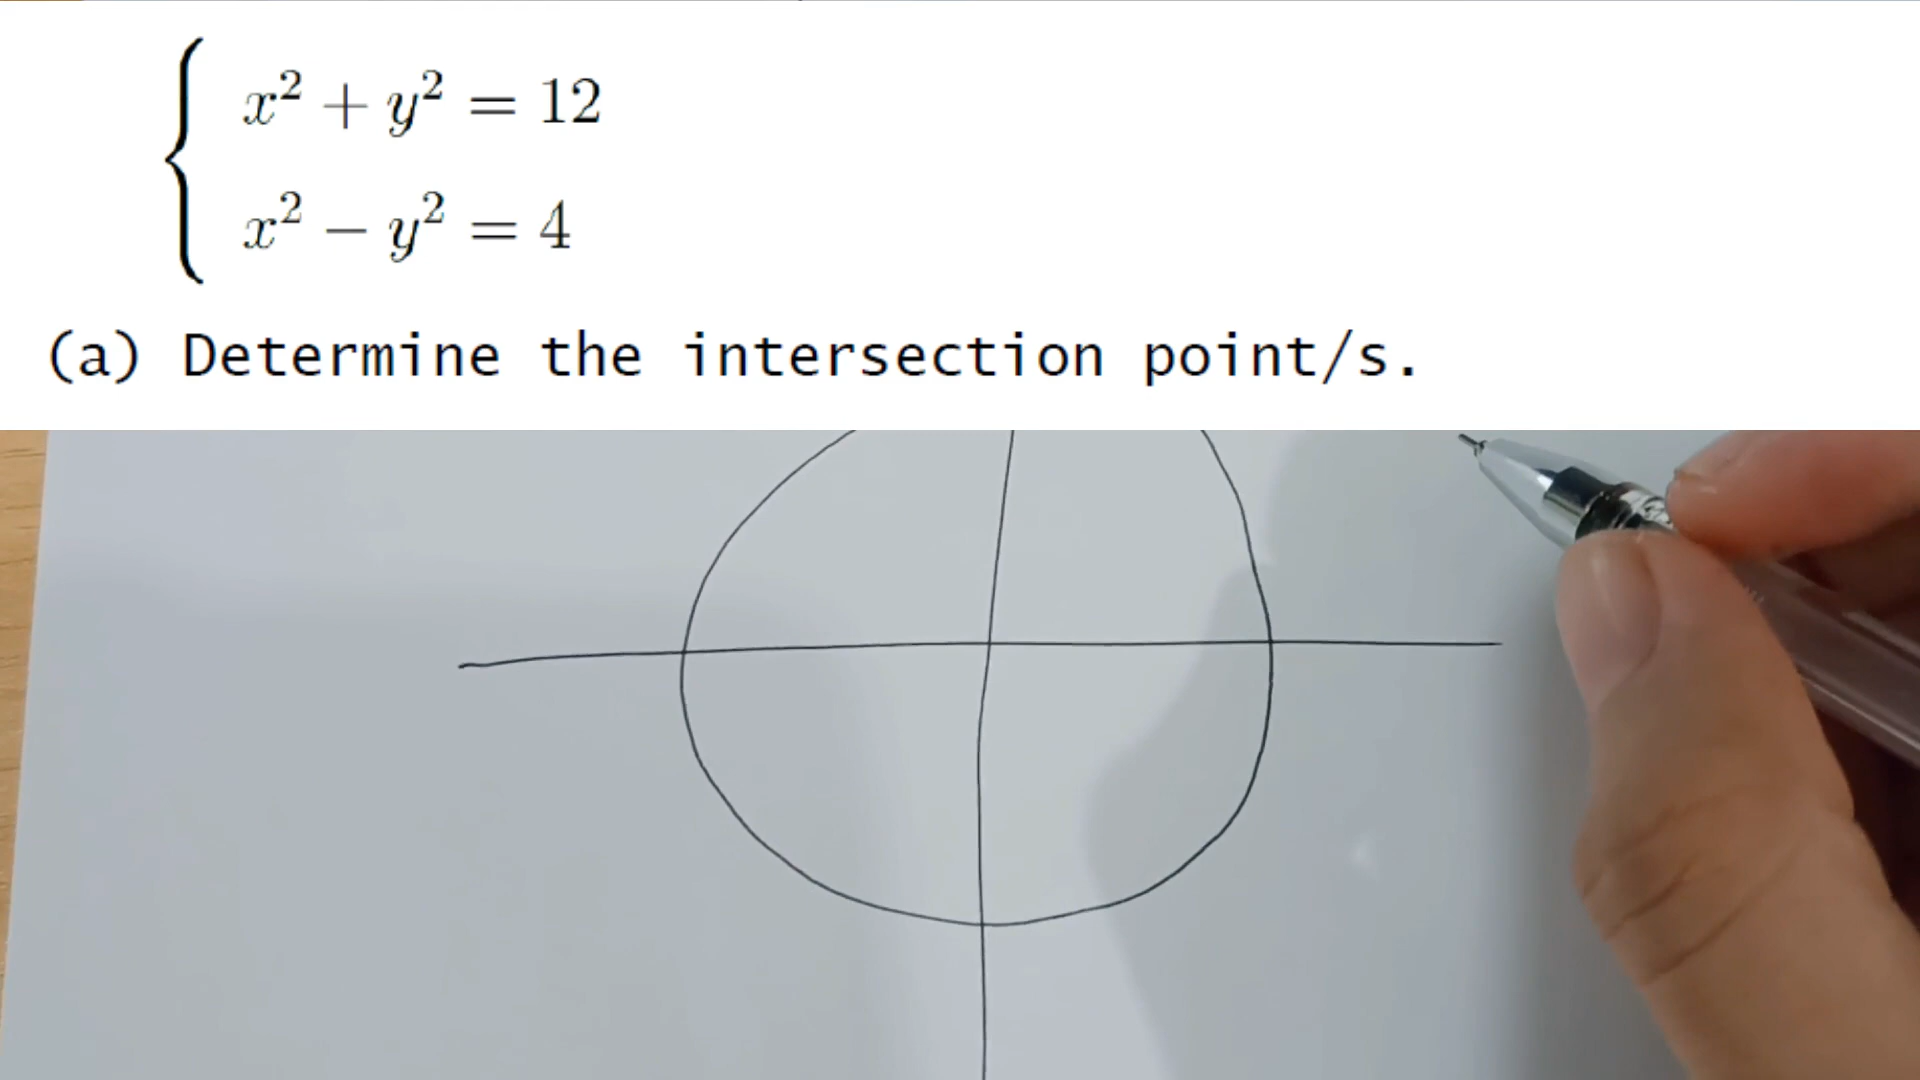 x² + y² = 12
x² − y² = 4
(a) Determine the intersection point/s.